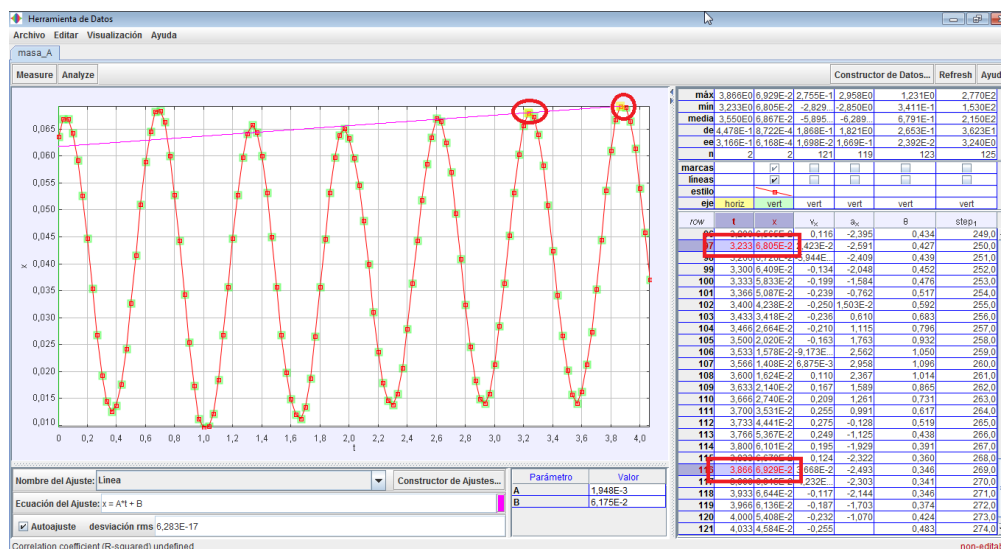 Herramienta de Datos
Archivo Editar Visualización Ayuda
masa_A
Measure Analyze Constructor de Datos... Refresh Ayud
máx 3,866E0 6,929E-2 2,755E-1 2,958E0 1,231E0 2,770E2
mín 3,233E0 6,805E-2 -2,829... -2,850E0 3,411E-1 1,530E2
media 3,550E0 6,867E-2 -5,895... -6,289... 6,791E-1 2,150E2
de 4,478E-1 8,722E-4 1,868E-1 1,821E0 2,653E-1 3,623E1
ee 3,166E-1 6,168E-4 1,698E-2 1,669E-1 2,392E-2 3,240E0
n 2 2 121 119 123 125
marcas
líneas
estilo
eje horiz vert vert vert vert vert
row t x vx ax θ step1
0,116 -2,395 0,434 249,0
97 3,233 6,805E-2 -2,591 0,427 250,0
-2,409 0,439 251,0
99 3,300 6,409E-2 -0,134 -2,048 0,452 252,0
100 3,333 5,833E-2 -0,199 -1,584 0,476 253,0
101 3,366 5,087E-2 -0,239 -0,762 0,517 254,0
102 3,400 4,238E-2 -0,250 1,503E-2 0,592 255,0
103 3,433 3,418E-2 -0,236 0,610 0,683 256,0
104 3,466 2,664E-2 -0,210 1,115 0,796 257,0
105 3,500 2,020E-2 -0,163 1,763 0,932 258,0
106 3,533 1,578E-2 -9,173E... 2,562 1,050 259,0
107 3,566 1,408E-2 6,875E-3 2,958 1,096 260,0
108 3,600 1,624E-2 0,110 2,367 1,014 261,0
109 3,633 2,140E-2 0,167 1,589 0,865 262,0
110 3,666 2,740E-2 0,209 1,261 0,731 263,0
111 3,700 3,531E-2 0,255 0,991 0,617 264,0
112 3,733 4,441E-2 0,275 -0,128 0,519 265,0
113 3,766 5,367E-2 0,249 -1,125 0,438 266,0
114 3,800 6,101E-2 0,195 -1,929 0,391 267,0
0,124 -2,322 0,360 268,0
116 3,866 6,929E-2 -2,493 0,346 269,0
-2,303 0,341 270,0
118 3,933 6,644E-2 -0,117 -2,144 0,346 271,0
119 3,966 6,136E-2 -0,187 -1,703 0,374 272,0
120 4,000 5,408E-2 -0,232 -1,070 0,424 273,0
121 4,033 4,584E-2 -0,255 0,483 274,0
0,065
0,060
0,055
0,050
0,045
x
0,040
0,035
0,030
0,025
0,020
0,015
0,010
0 0,2 0,4 0,6 0,8 1,0 1,2 1,4 1,6 1,8 2,0 2,2 2,4 2,6 2,8 3,0 3,2 3,4 3,6 3,8 4,0
t
Nombre del Ajuste: Línea Constructor de Ajustes...
Ecuación del Ajuste: x = A*t + B
Autoajuste desviación rms 6,283E-17
Parámetro Valor
A 1,948E-3
B 6,175E-2
Correlation coefficient (R-squared) undefined non-edita